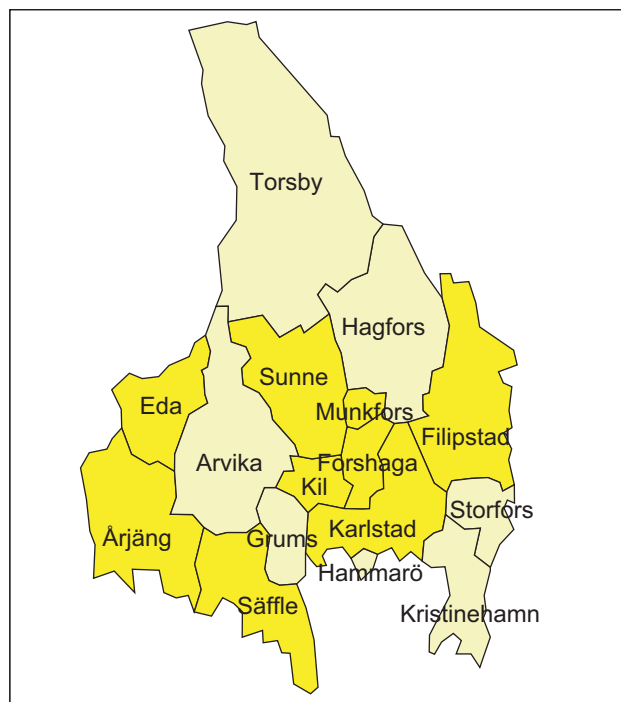 Torsby
Hagfors
Sunne
Eda
Munkfors
Filipstad
Arvika
Forshaga
Kil
Storfors
Årjäng
Grums
Karlstad
Hammarö
Säffle
Kristinehamn